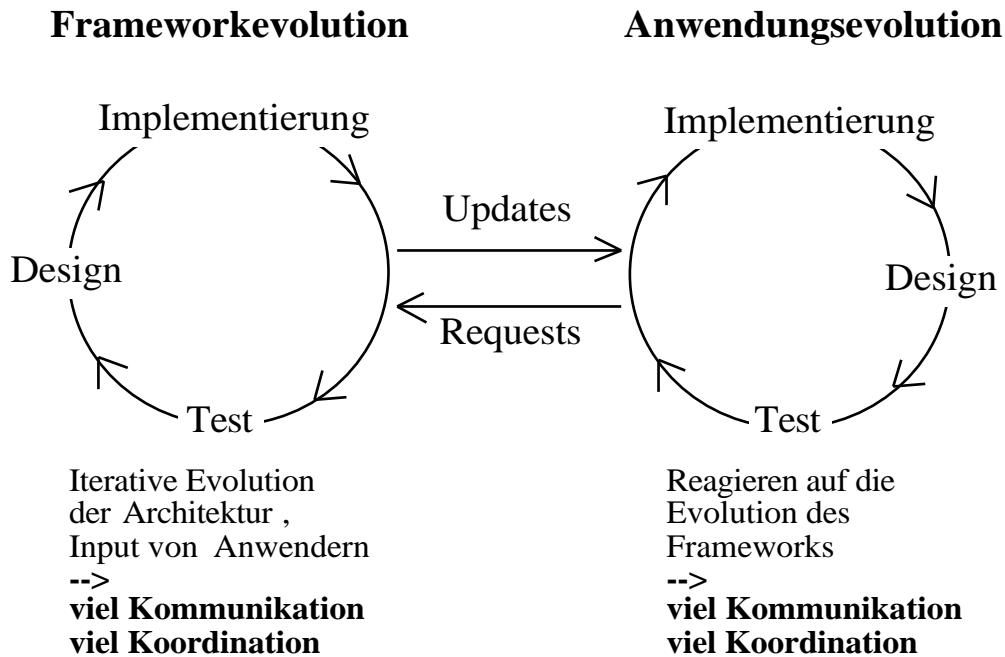 Frameworkevolution
Anwendungsevolution
Implementierung
Implementierung
Updates
Design
Design
Requests
Test
Test
Iterative Evolution
der Architektur ,
Input von Anwendern
-->
viel Kommunikation
viel Koordination
Reagieren auf die
Evolution des
Frameworks
-->
viel Kommunikation
viel Koordination